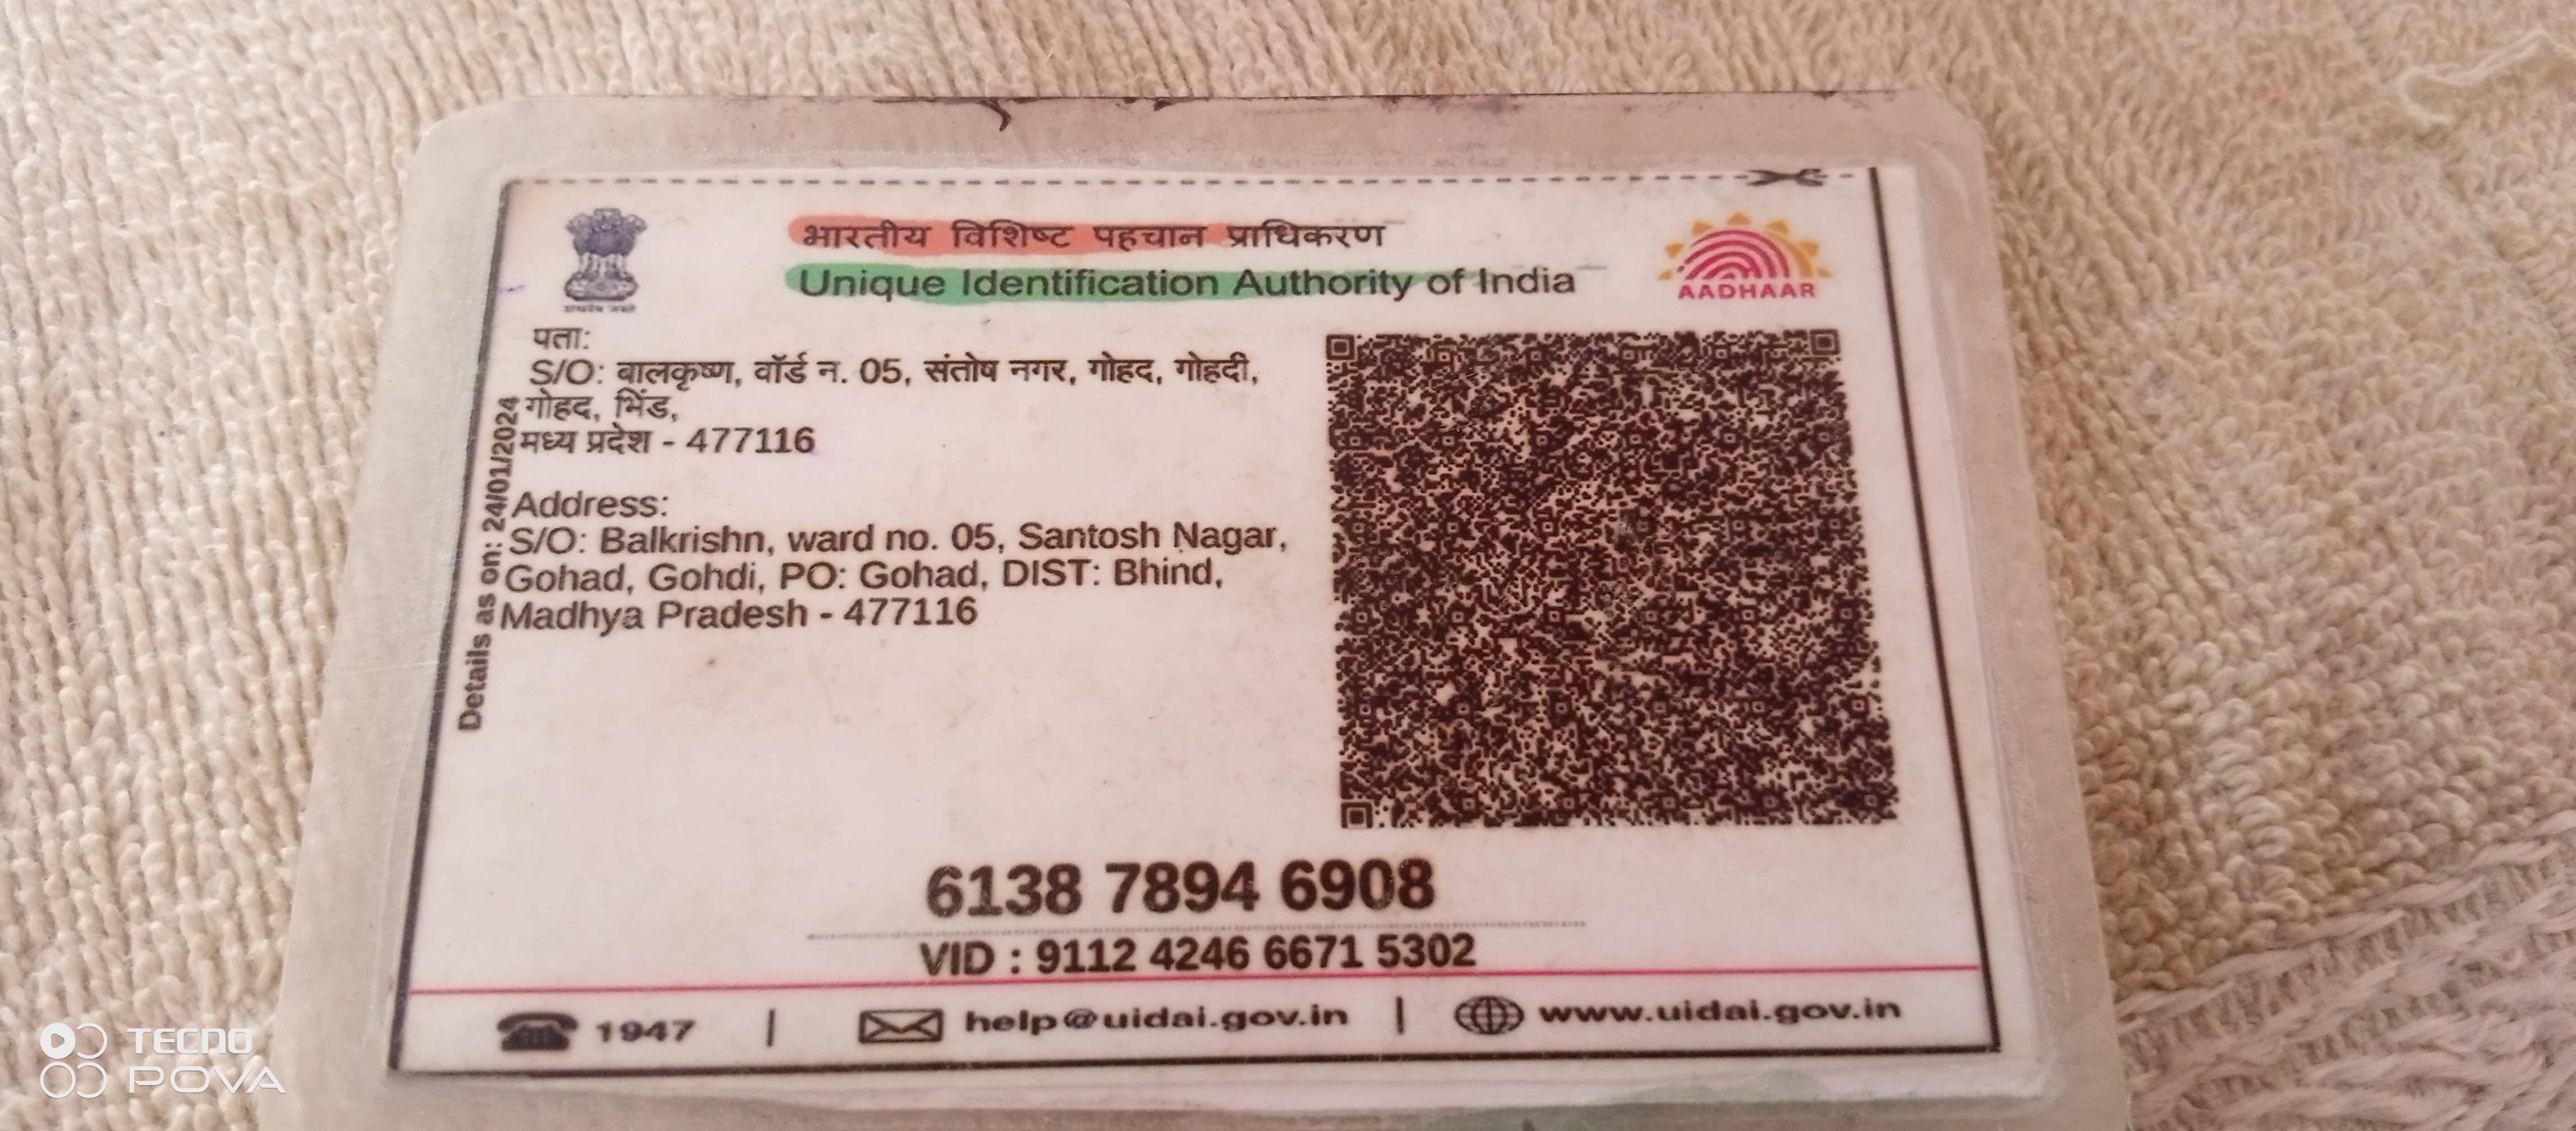 भारतीय विशिष्ट पहचान प्राधिकरण
Unique Identification Authority of India
AADHAAR
पता:
S/O: बालकृष्ण, वॉर्ड न. 05, संतोष नगर, गोहद, गोहदी,
गोहद, भिंड,
मध्य प्रदेश - 477116
Address:
S/O: Balkrishn, ward no. 05, Santosh Nagar,
Gohad, Gohdi, PO: Gohad, DIST: Bhind,
Madhya Pradesh - 477116
Details as on: 24/01/2024
6138 7894 6908
VID : 9112 4246 6671 5302
1947 | help@uidai.gov.in | www.uidai.gov.in
TECNO
POVA